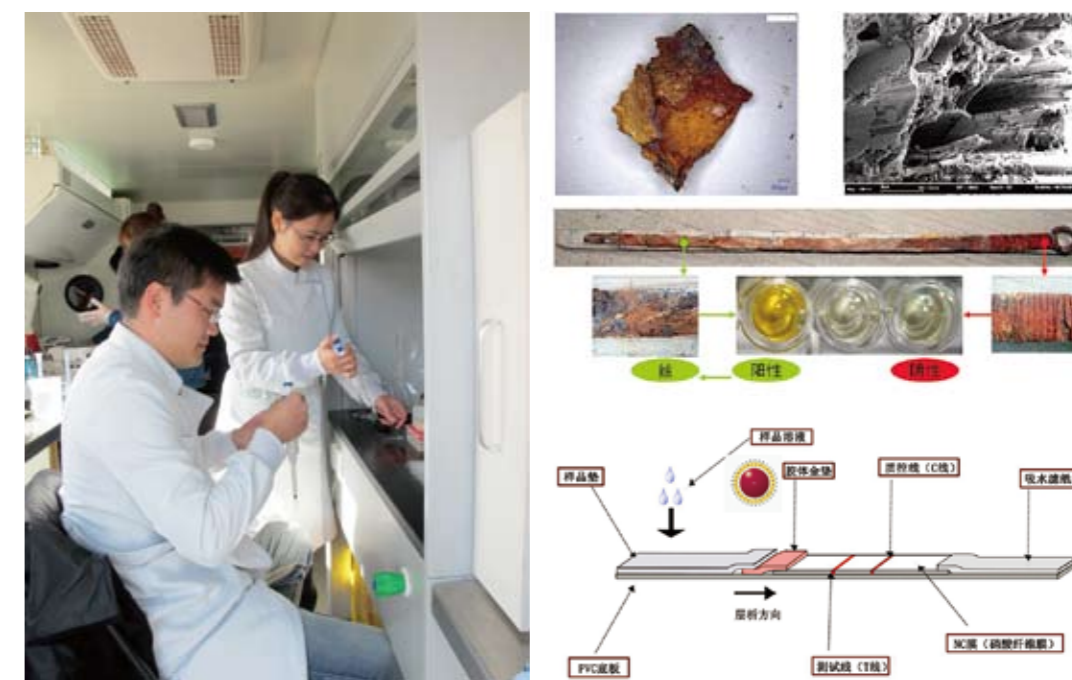 丝
阳性
阴性
样品溶液
样品垫
胶体金垫
质控线（C线）
吸水滤纸
层析方向
NC膜（硝酸纤维膜）
PVC底板
测试线（T线）